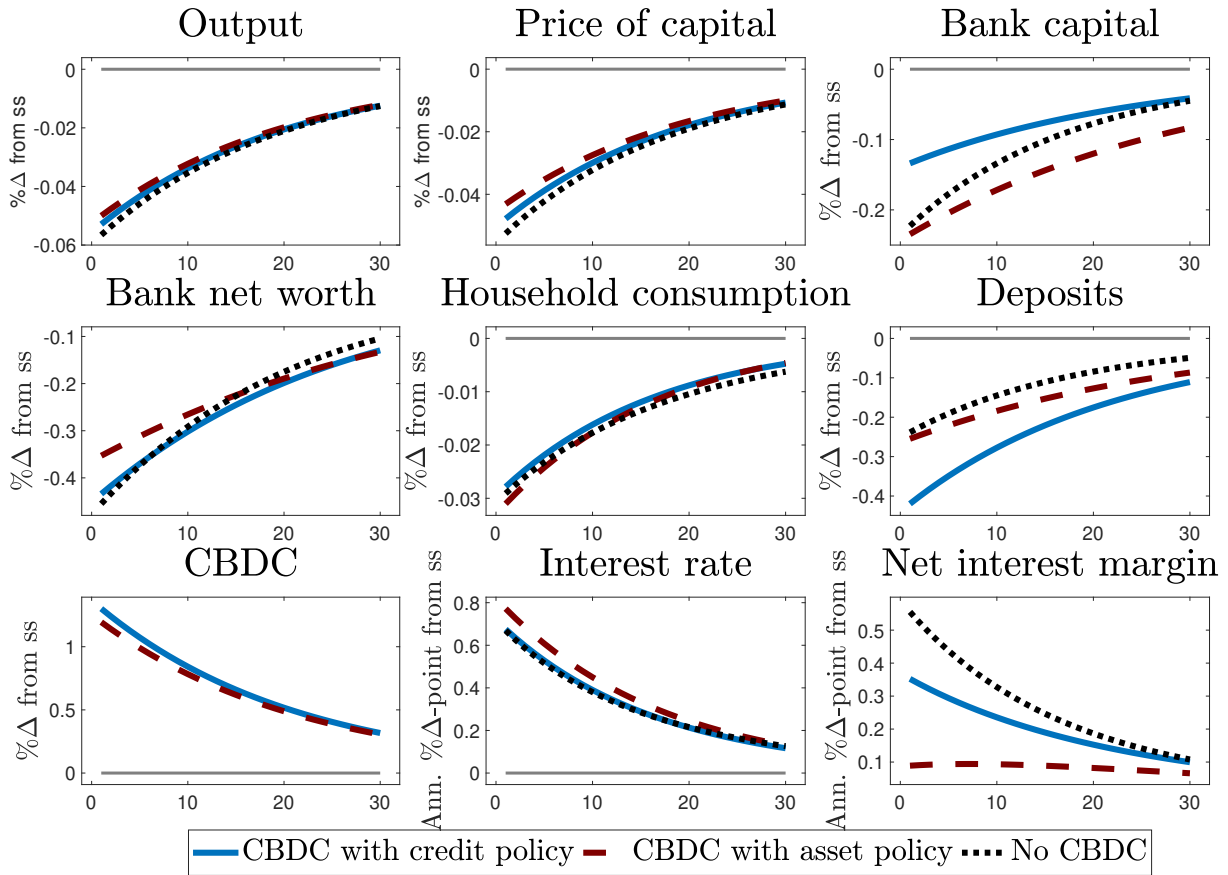 Output Price of capital Bank capital
%Δ from ss %Δ from ss %Δ from ss
0 0 0
-0.02 -0.02 -0.1
-0.04 -0.04 -0.2
-0.06
0 10 20 30 0 10 20 30 0 10 20 30
Bank net worth Household consumption Deposits
%Δ from ss %Δ from ss %Δ from ss
-0.1 0 0
-0.2 -0.01 -0.1
-0.3 -0.02 -0.2
-0.4 -0.03 -0.3
-0.4
0 10 20 30 0 10 20 30 0 10 20 30
CBDC Interest rate Net interest margin
%Δ from ss Ann. %Δ-point from ss Ann. %Δ-point from ss
1 0.8 0.5
0.5 0.6 0.4
0 0.4 0.3
0.2 0.2
0 0.1
0 10 20 30 0 10 20 30 0 10 20 30
CBDC with credit policy CBDC with asset policy No CBDC